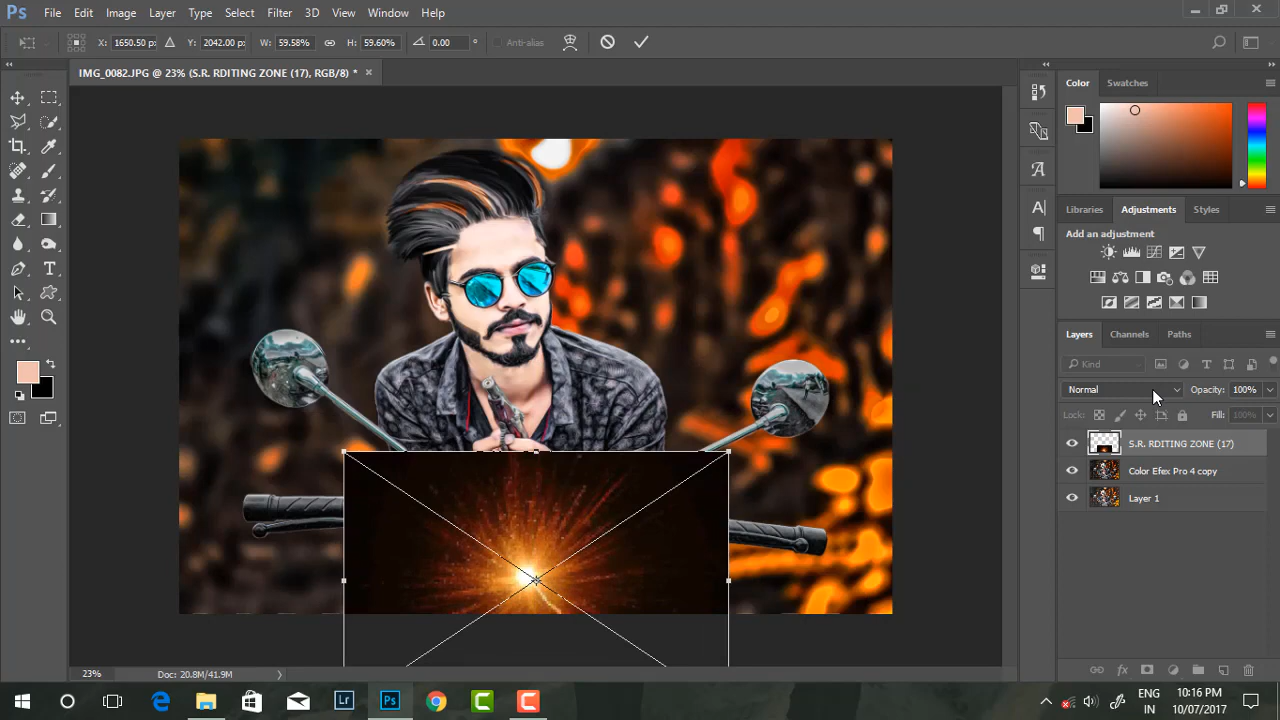 Ps File Edit Image Layer Type Select Filter 3D View Window Help
X: 1650.50 px Y: 2042.00 px W: 59.58% H: 59.60% 0.00 ° Anti-alias
IMG_0082.JPG @ 23% (S.R. RDITING ZONE (17), RGB/8) * ×
Color Swatches
Libraries Adjustments Styles
Add an adjustment
Layers Channels Paths
Kind
Normal Opacity: 100%
Lock: Fill: 100%
S.R. RDITING ZONE (17)
Color Efex Pro 4 copy
Layer 1
23% Doc: 20.8M/41.9M
Lr Ps ENG 10:16 PM
IN 10/07/2017